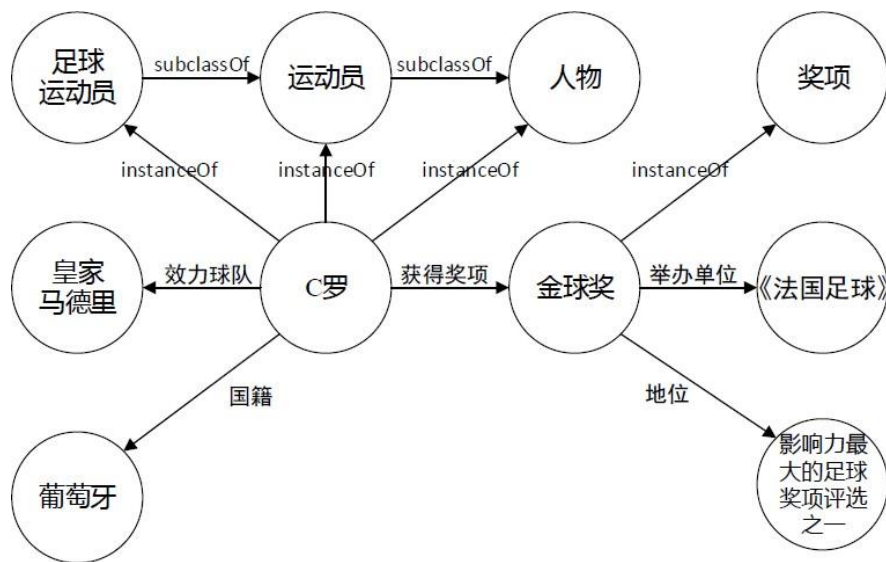 足球
运动员
subclassOf
运动员
subclassOf
人物
奖项
instanceOf
instanceOf
instanceOf
instanceOf
皇家
马德里
效力球队
C罗
获得奖项
金球奖
举办单位
《法国足球》
国籍
地位
葡萄牙
影响力最
大的足球
奖项评选
之一